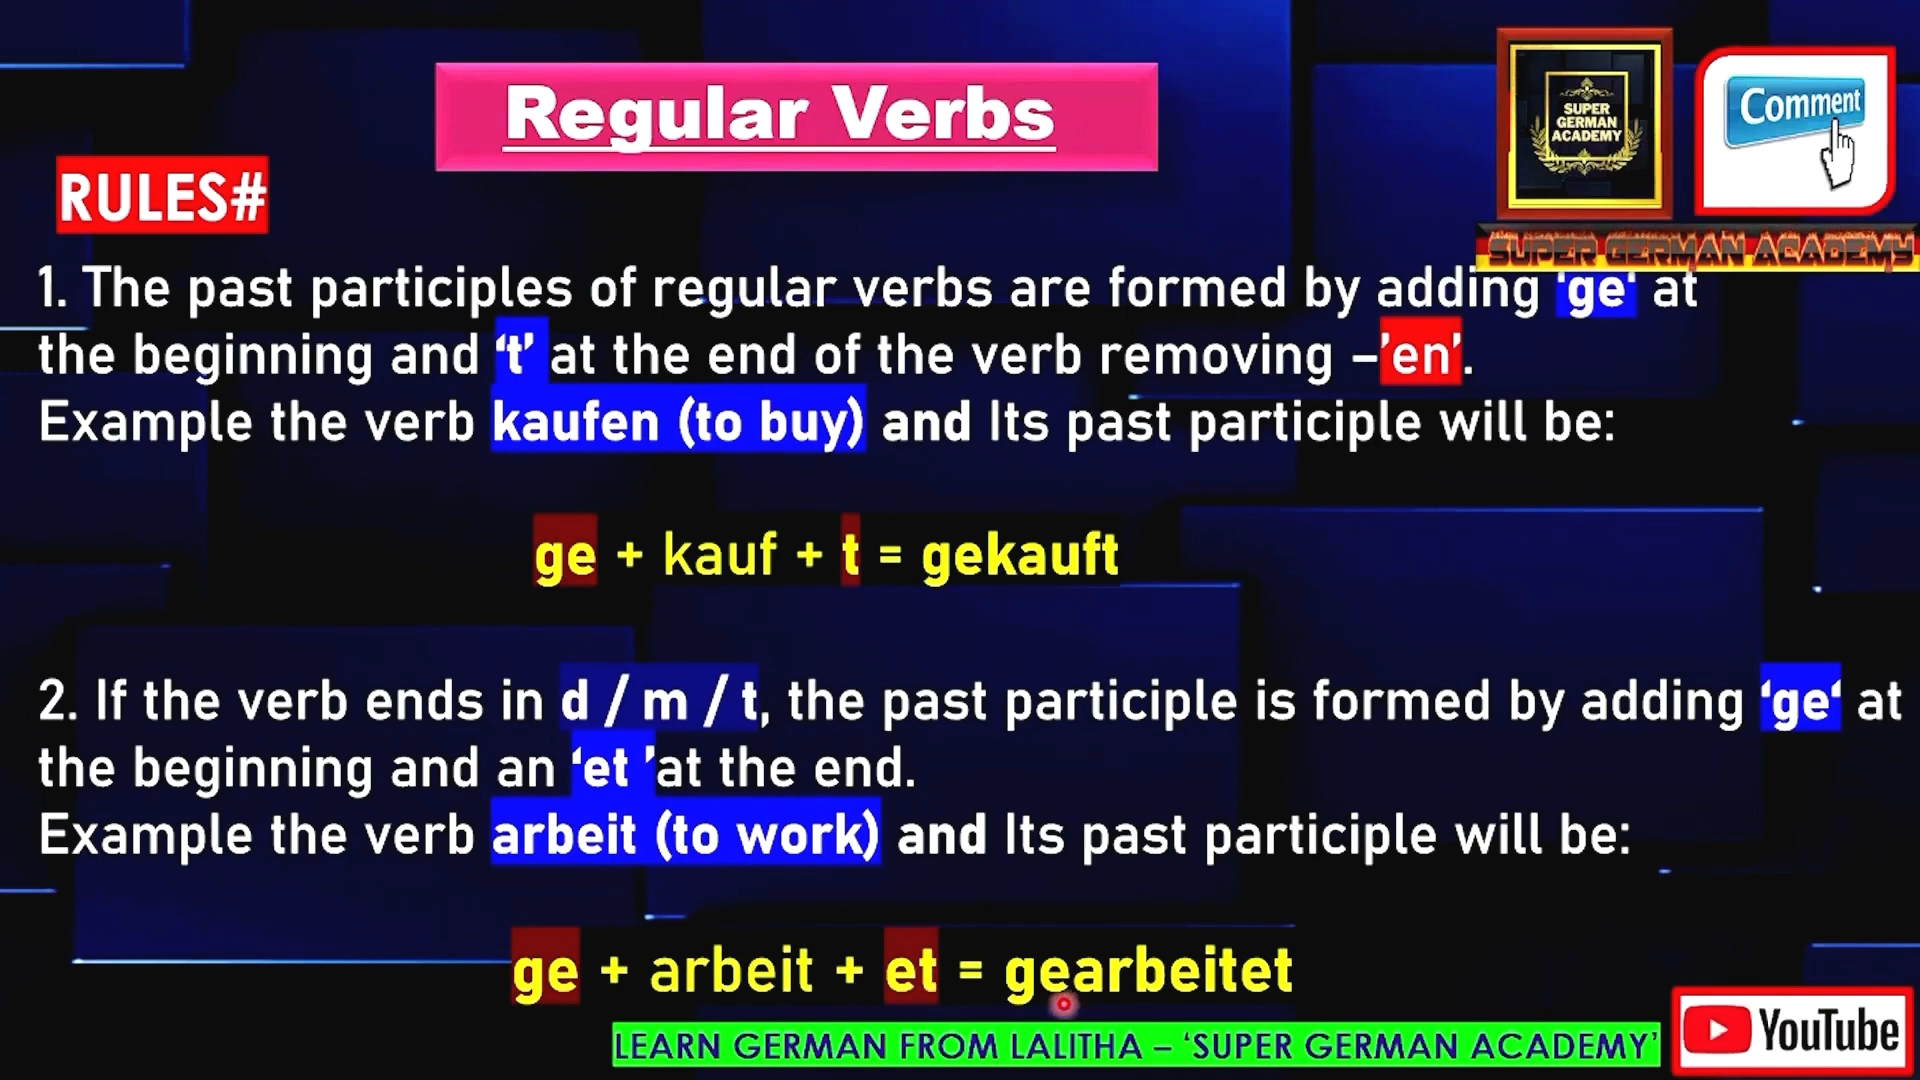 Regular Verbs
SUPER
GERMAN
ACADEMY
Comment
RULES#
SUPER GERMAN ACADEMY
1. The past participles of regular verbs are formed by adding 'ge' at
the beginning and ‘t’ at the end of the verb removing –’en’.
Example the verb kaufen (to buy) and Its past participle will be:
ge + kauf + t = gekauft
2. If the verb ends in d / m / t, the past participle is formed by adding ‘ge‘ at
the beginning and an ‘et ’at the end.
Example the verb arbeit (to work) and Its past participle will be:
ge + arbeit + et = gearbeitet
LEARN GERMAN FROM LALITHA – ‘SUPER GERMAN ACADEMY’
YouTube